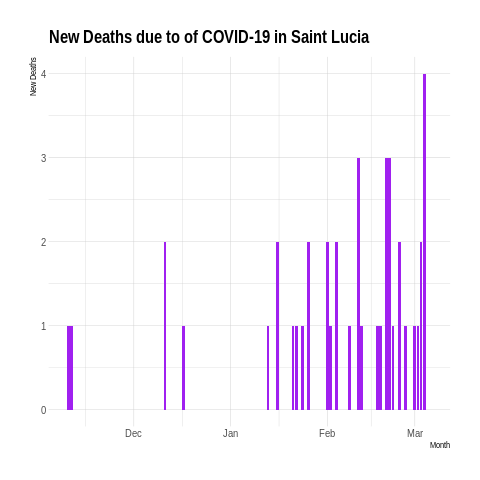 New Deaths due to of COVID-19 in Saint Lucia
New Deaths
4
3
2
1
0
Dec Jan Feb Mar
Month